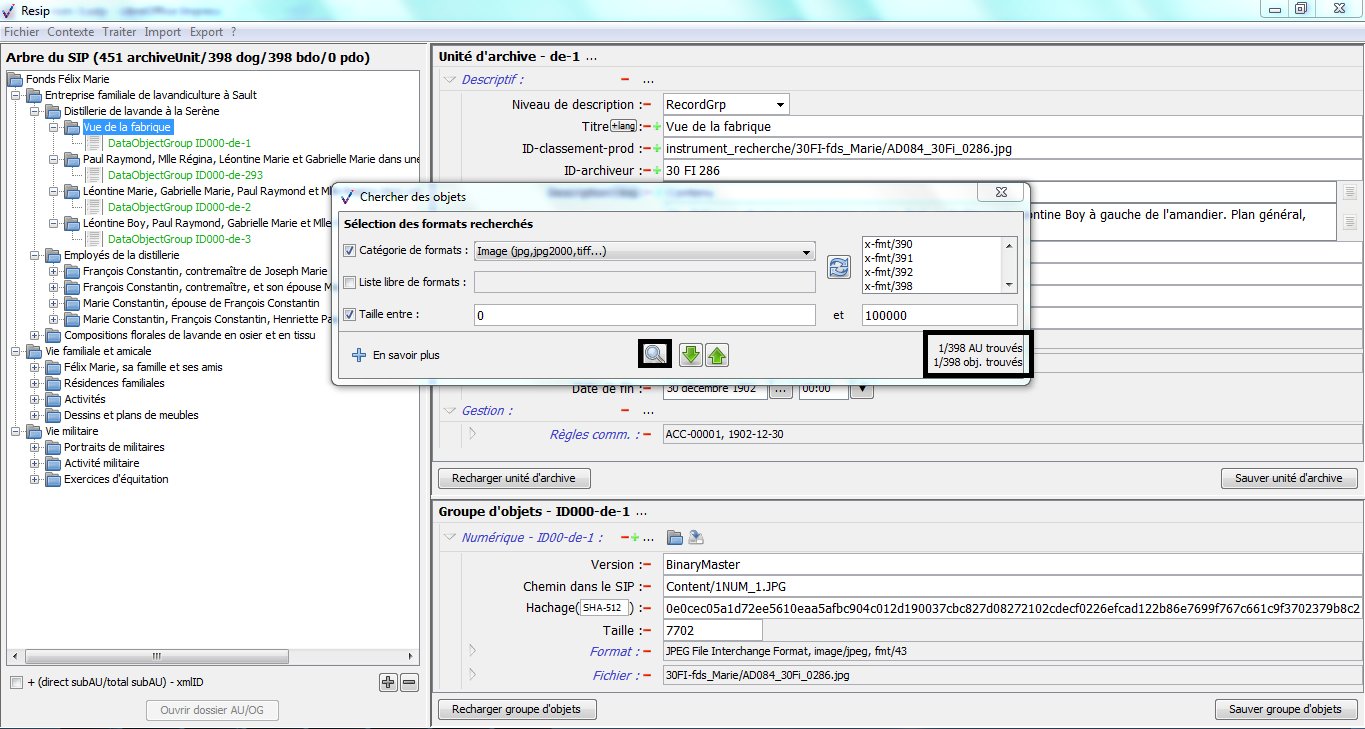 Resip
Fichier Contexte Traiter Import Export ?
Arbre du SIP (451 archiveUnit/398 dog/398 bdo/0 pdo)
Fonds Félix Marie
Entreprise familiale de lavandiculture à Sault
Distillerie de lavande à la Serène
Vue de la fabrique
DataObjectGroup ID000-de-1
Paul Raymond, Mlle Régina, Léontine Marie et Gabrielle Marie dans une
DataObjectGroup ID000-de-293
Léontine Marie, Gabrielle Marie, Paul Raymond et Ml
DataObjectGroup ID000-de-2
Léontine Boy, Paul Raymond, Gabrielle Marie et Mlle
DataObjectGroup ID000-de-3
Employés de la distillerie
François Constantin, contremaître de Joseph Marie
François Constantin, contremaître, et son épouse M
Marie Constantin, épouse de François Constantin
Marie Constantin, François Constantin, Henriette Pa
Compositions florales de lavande en osier et en tissu
Vie familiale et amicale
Félix Marie, sa famille et ses amis
Résidences familiales
Activités
Dessins et plans de meubles
Vie militaire
Portraits de militaires
Activité militaire
Exercices d'équitation
+ (direct subAU/total subAU) - xmlID
Ouvrir dossier AU/OG
Unité d'archive - de-1 ...
Descriptif : ...
Niveau de description : RecordGrp
Titre +lang : Vue de la fabrique
ID-classement-prod : instrument_recherche/30FI-fds_Marie/AD084_30Fi_0286.jpg
ID-archiveur : 30 FI 286
ntine Boy à gauche de l'amandier. Plan général,
Chercher des objets
Sélection des formats recherchés
Catégorie de formats : Image (jpg,jpg2000,tiff...)
x-fmt/390
x-fmt/391
x-fmt/392
x-fmt/398
Liste libre de formats :
Taille entre : 0 et 100000
En savoir plus
1/398 AU trouvés
1/398 obj. trouvés
Date de fin : 30 décembre 1902 ... 00:00
Gestion : ...
Règles comm. : ACC-00001, 1902-12-30
Recharger unité d'archive Sauver unité d'archive
Groupe d'objets - ID000-de-1 ...
Numérique - ID00-de-1 : ...
Version : BinaryMaster
Chemin dans le SIP : Content/1NUM_1.JPG
Hachage( SHA-512 ) : 0e0cec05a1d72ee5610eaa5afbc904c012d190037cbc827d08272102cdecf0226efcad122b86e7699f767c661c9f3702379b8c2
Taille : 7702
Format : JPEG File Interchange Format, image/jpeg, fmt/43
Fichier : 30FI-fds_Marie/AD084_30Fi_0286.jpg
Recharger groupe d'objets Sauver groupe d'objets